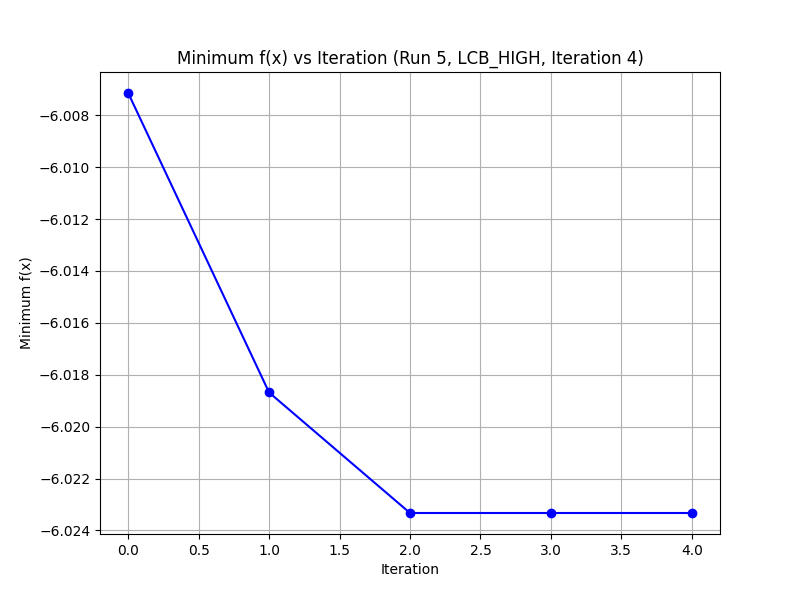 Minimum f(x) vs Iteration (Run 5, LCB_HIGH, Iteration 4)
Minimum f(x)
−6.008
−6.010
−6.012
−6.014
−6.016
−6.018
−6.020
−6.022
−6.024
0.0 0.5 1.0 1.5 2.0 2.5 3.0 3.5 4.0
Iteration